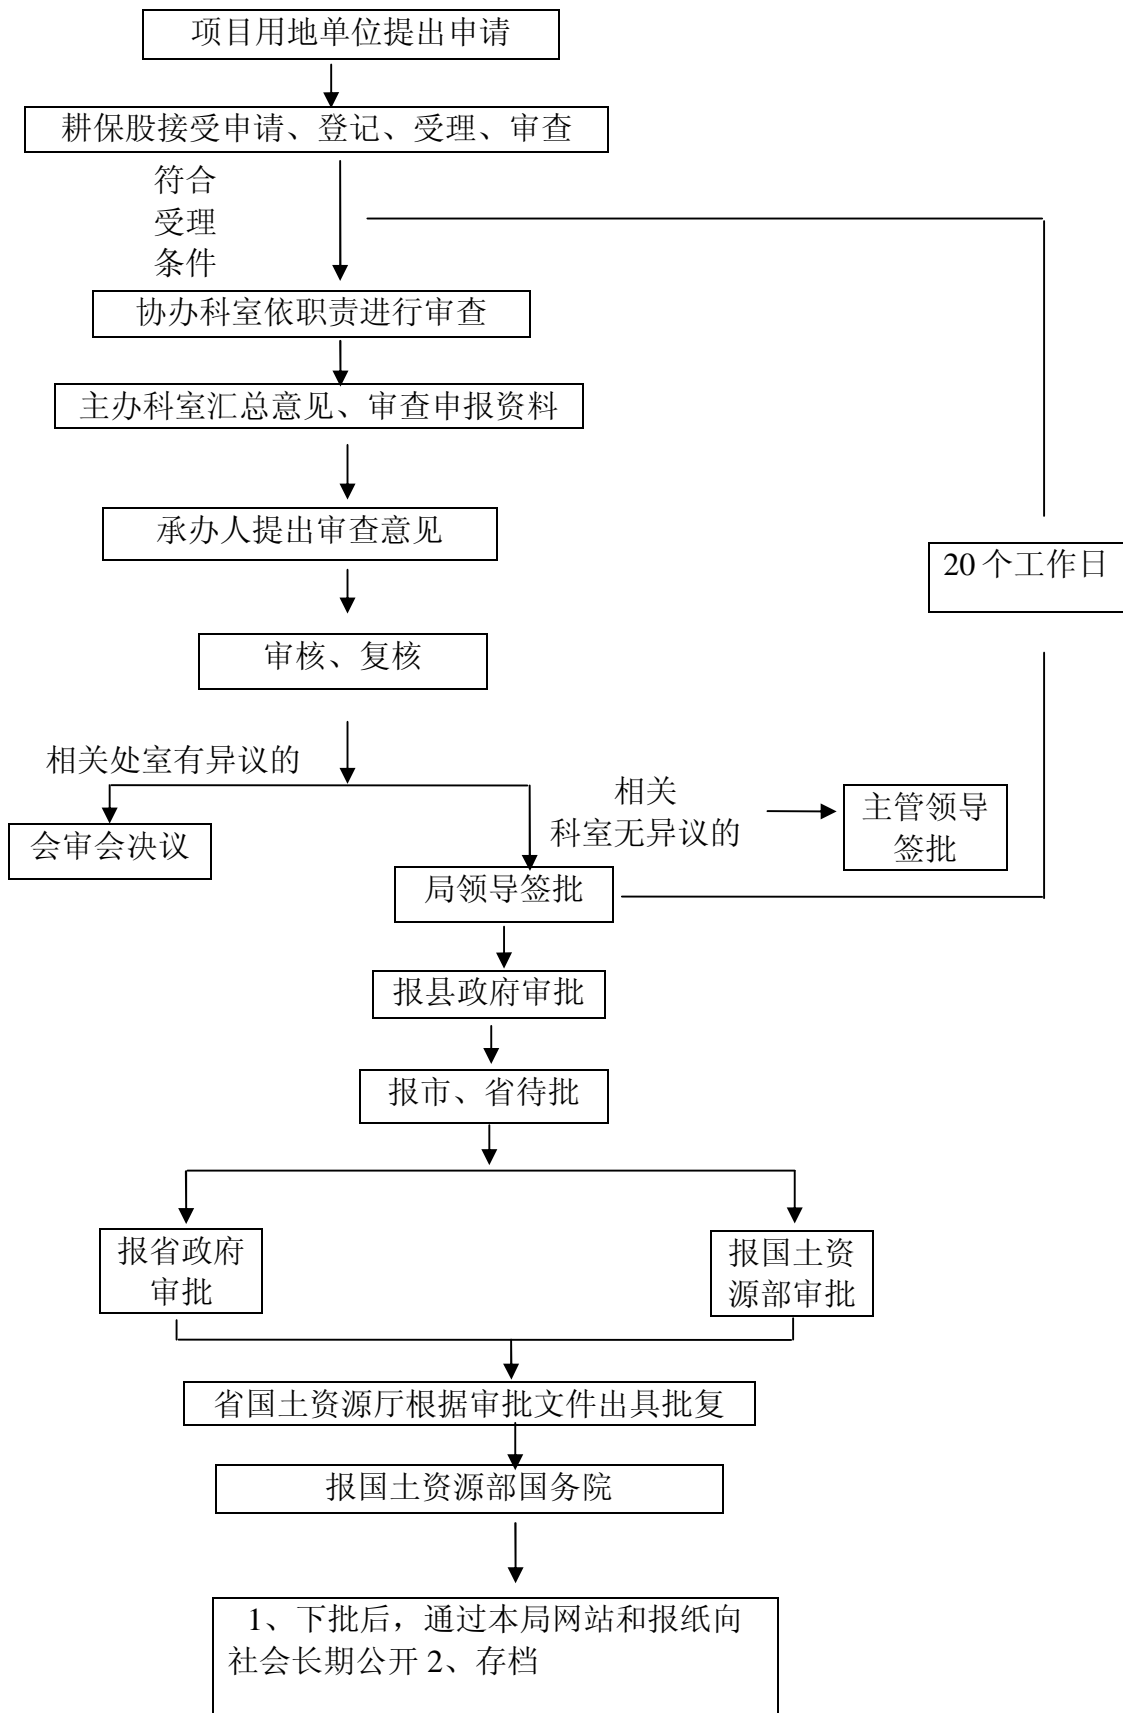 项目用地单位提出申请
耕保股接受申请、登记、受理、审查
符合
受理
条件
协办科室依职责进行审查
主办科室汇总意见、审查申报资料
承办人提出审查意见
20个工作日
审核、复核
相关处室有异议的
相关
科室无异议的
主管领导
签批
会审会决议
局领导签批
报县政府审批
报市、省待批
报省政府
审批
报国土资
源部审批
省国土资源厅根据审批文件出具批复
报国土资源部国务院
1、下批后，通过本局网站和报纸向
社会长期公开 2、存档